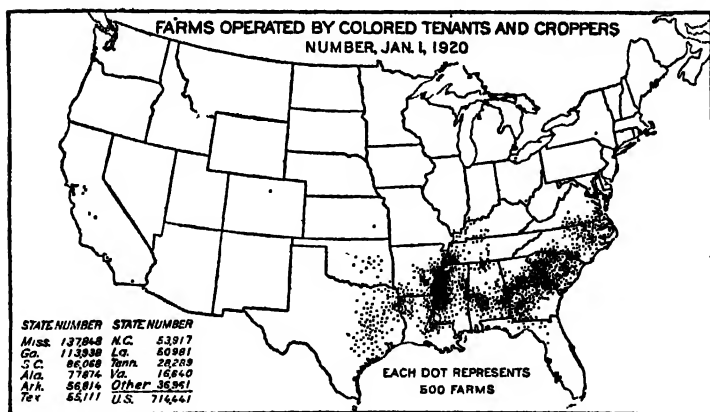 FARMS OPERATED BY COLORED TENANTS AND CROPPERS
NUMBER, JAN. 1, 1920
STATE NUMBER STATE NUMBER
Miss. 137,848 N.C. 53,917
Ga. 113,938 La. 50,981
S.C. 86,068 Tenn. 28,289
Ala. 77,874 Va. 16,640
Ark. 56,814 Other 36,961
Tex 55,111 U.S. 714,441
EACH DOT REPRESENTS
500 FARMS